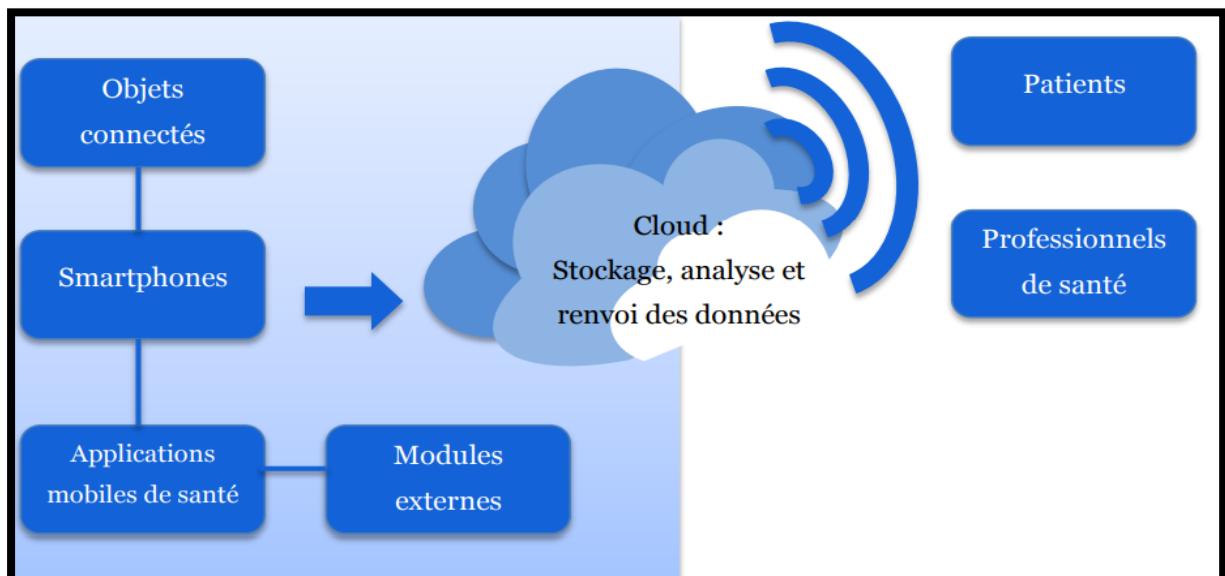 Objets
connectés
Smartphones
Applications
mobiles de santé
Modules
externes
Cloud :
Stockage, analyse et
renvoi des données
Patients
Professionnels
de santé